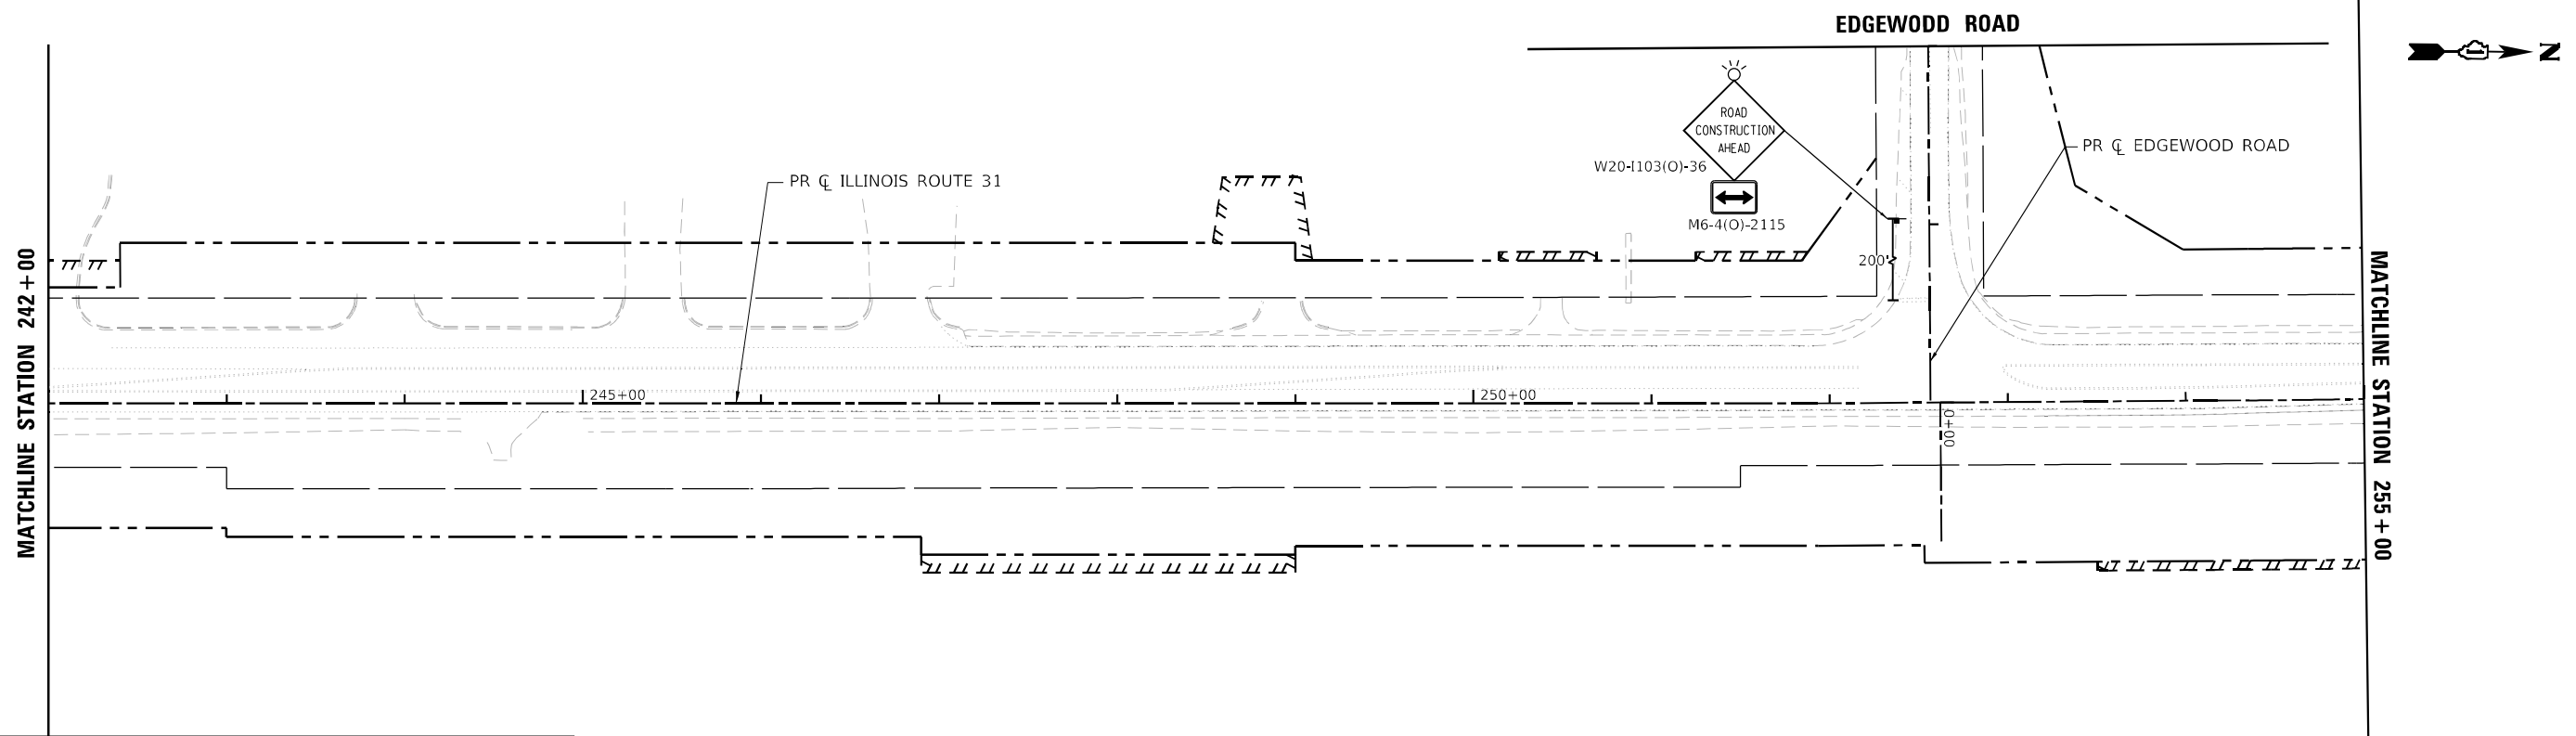 EDGEWODD ROAD
N
ROAD
CONSTRUCTION
AHEAD
W20-I103(O)-36
M6-4(O)-2115
200'
PR ℄ EDGEWOOD ROAD
PR ℄ ILLINOIS ROUTE 31
MATCHLINE STATION 242+00
245+00
250+00
0+00
MATCHLINE STATION 255+00